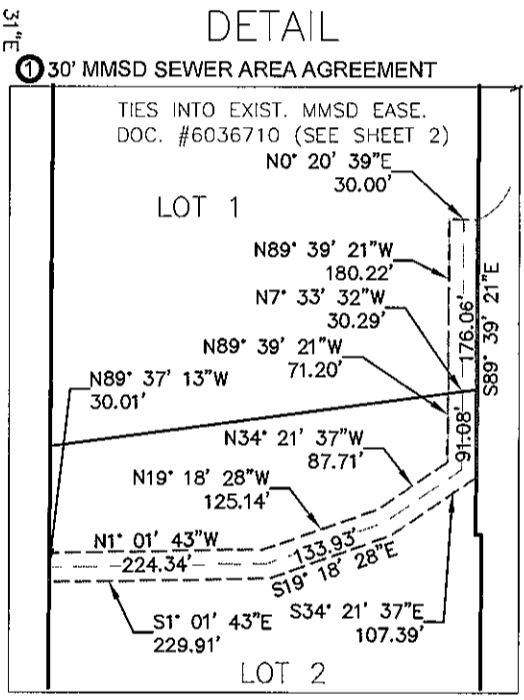 31"E
DETAIL
1 30' MMSD SEWER AREA AGREEMENT
TIES INTO EXIST. MMSD EASE.
DOC. #6036710 (SEE SHEET 2)
N0° 20' 39"E
30.00'
LOT 1
N89° 39' 21"W
180.22'
N7° 33' 32"W
30.29'
N89° 39' 21"W
71.20'
176.06'
S89° 39' 21"E
N89° 37' 13"W
30.01'
91.08'
N34° 21' 37"W
87.71'
N19° 18' 28"W
125.14'
N1° 01' 43"W
224.34'
133.93'
S19° 18' 28"E
S1° 01' 43"E
229.91'
S34° 21' 37"E
107.39'
LOT 2